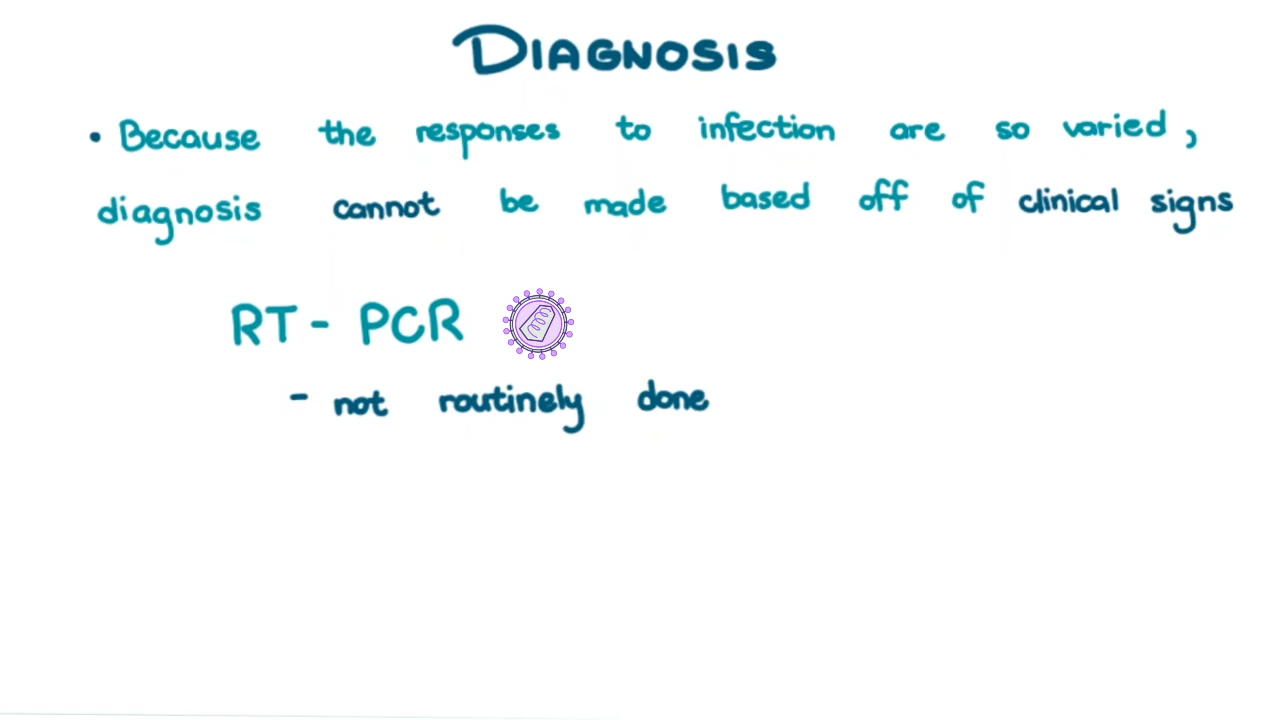 DIAGNOSIS
• Because the responses to infection are so varied,
diagnosis cannot be made based off of clinical signs
RT - PCR
- not routinely done